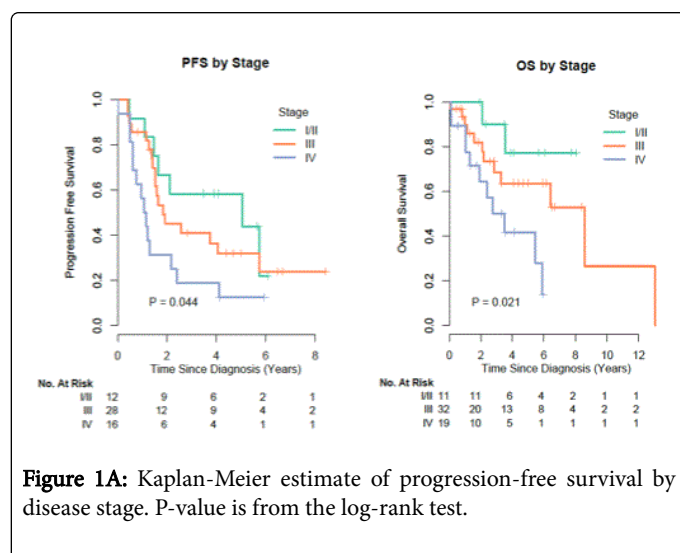 PFS by Stage
Progression Free Survival
1.0
0.8
0.6
0.4
0.2
0.0
Stage
I/II
III
IV
P = 0.044
0 2 4 6 8
Time Since Diagnosis (Years)
No. At Risk
I/II 12 9 6 2 1
III 28 12 9 4 2
IV 16 6 4 1 1
OS by Stage
Overall Survival
1.0
0.8
0.6
0.4
0.2
0.0
Stage
I/II
III
IV
P = 0.021
0 2 4 6 8 10 12
Time Since Diagnosis (Years)
No. At Risk
I/II 11 11 6 4 2 1 1
III 32 20 13 8 4 2 2
IV 19 10 5 1 1 1 1
Figure 1A: Kaplan-Meier estimate of progression-free survival by
disease stage. P-value is from the log-rank test.